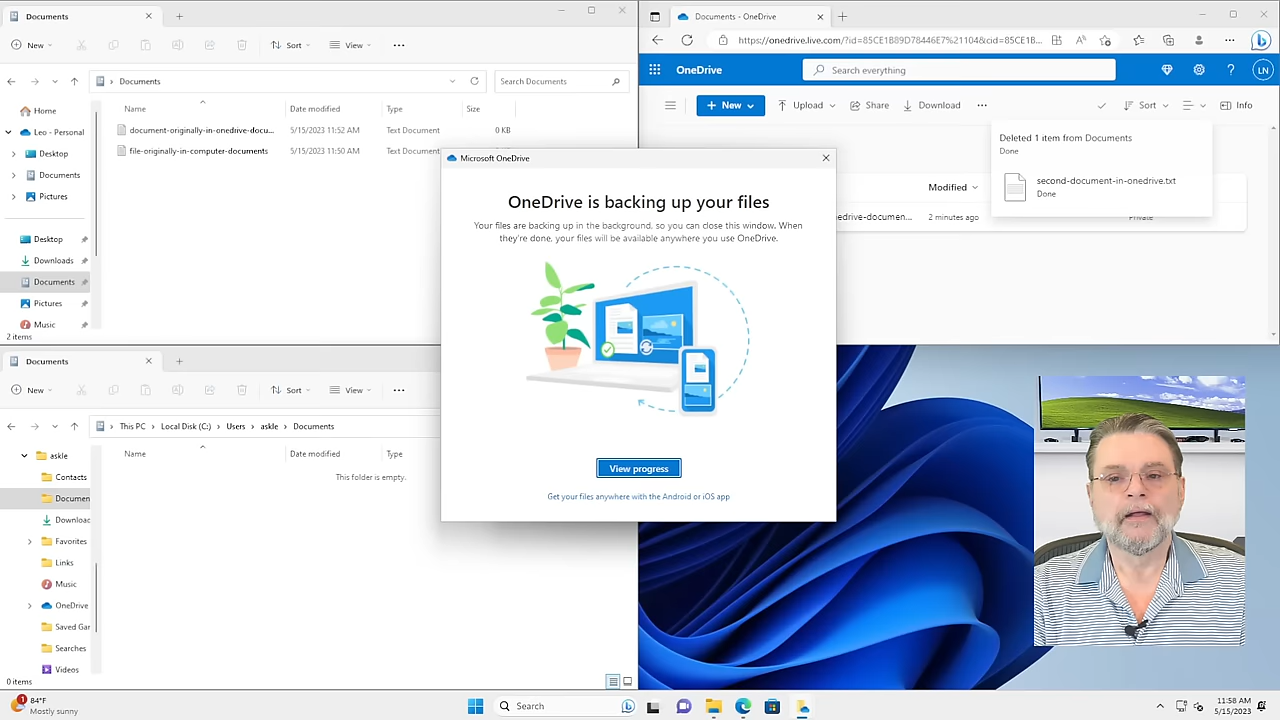 Documents
New
Sort
View
Documents
Search Documents
Name
Date modified
Type
Size
Home
Leo - Personal
Desktop
Documents
Pictures
Desktop
Downloads
Documents
Pictures
Music
document-originally-in-onedrive-docu...
5/15/2023 11:52 AM
Text Document
0 KB
file-originally-in-computer-documents
5/15/2023 11:50 AM
Text Document
2 items
Documents - OneDrive
https://onedrive.live.com/?id=85CE1B89D78446E7%21104&cid=85CE1B...
OneDrive
Search everything
LN
New
Upload
Share
Download
Sort
Info
Deleted 1 item from Documents
Done
second-document-in-onedrive.txt
Done
Modified
edrive-documen...
2 minutes ago
Private
Microsoft OneDrive
OneDrive is backing up your files
Your files are backing up in the background, so you can close this window. When
they're done, your files will be available anywhere you use OneDrive.
View progress
Get your files anywhere with the Android or iOS app
Documents
New
Sort
View
This PC
Local Disk (C:)
Users
askle
Documents
Name
Date modified
Type
This folder is empty.
askle
Contacts
Documen
Downloac
Favorites
Links
Music
OneDrive
Saved Gar
Searches
Videos
0 items
1
84°F
Mostly sunny
Search
11:58 AM
5/15/2023